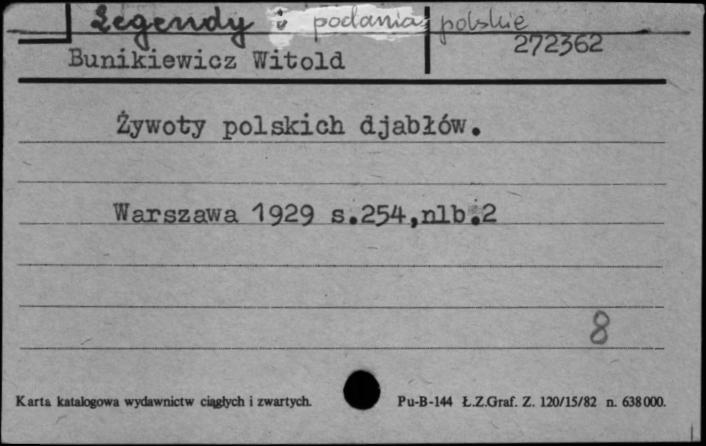 Legendy i podania polskie
272362
Bunikiewicz Witold
Żywoty polskich djabłów.
Warszawa 1929 s.254,nlb.2
8
Karta katalogowa wydawnictw ciągłych i zwartych.
Pu-B-144 Ł.Z.Graf. Z. 120/15/82 n. 638000.